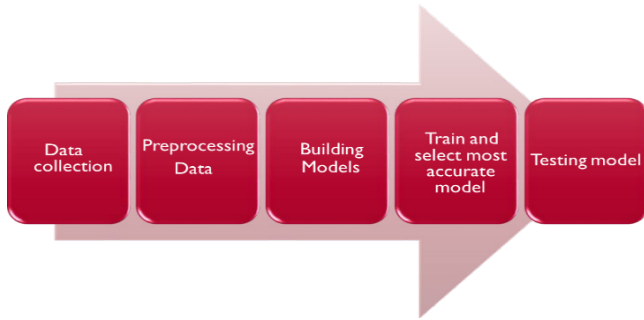 Data
collection
Preprocessing
Data
Building
Models
Train and
select most
accurate
model
Testing model